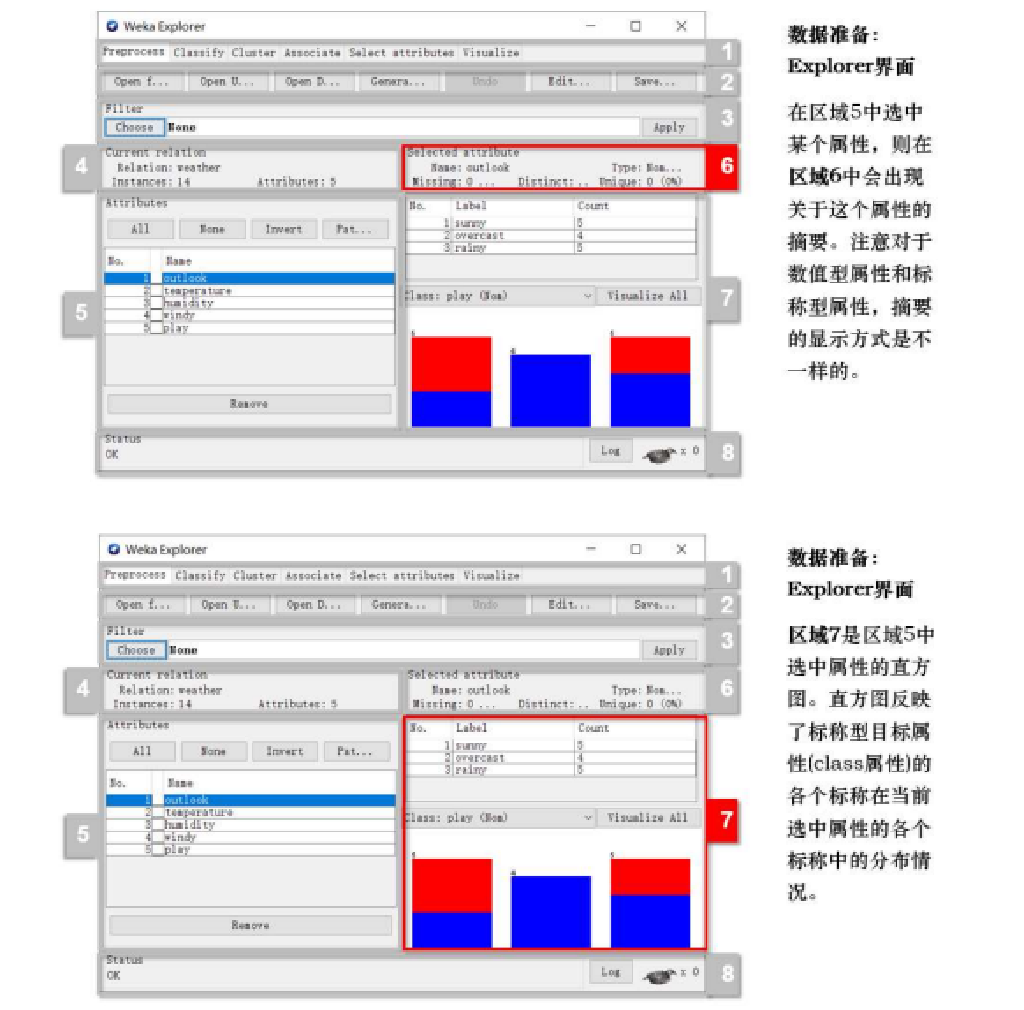 Weka Explorer
Preprocess Classify Cluster Associate Select attributes Visualize
1
Open f... Open U... Open D... Genera... Undo Edit... Save...
2
Filter
Choose None Apply
3
4
Current relation
Relation: weather
Instances: 14 Attributes: 5
Selected attribute
Name: outlook Type: Nom...
Missing: 0 ... Distinct: .. Unique: 0 (0%)
6
Attributes
All None Invert Pat...
No. Name
1 outlook
2 temperature
3 humidity
4 windy
5 play
Remove
5
No. Label Count
1 sunny 5
2 overcast 4
3 rainy 5
Class: play (Nom) Visualize All
7
5 4 5
Status
OK
Log x 0
8
数据准备:
Explorer界面
在区域5中选中
某个属性，则在
区域6中会出现
关于这个属性的
摘要。注意对于
数值型属性和标
称型属性，摘要
的显示方式是不
一样的。
Weka Explorer
Preprocess Classify Cluster Associate Select attributes Visualize
1
Open f... Open U... Open D... Genera... Undo Edit... Save...
2
Filter
Choose None Apply
3
4
Current relation
Relation: weather
Instances: 14 Attributes: 5
Selected attribute
Name: outlook Type: Nom...
Missing: 0 ... Distinct: .. Unique: 0 (0%)
6
Attributes
All None Invert Pat...
No. Name
1 outlook
2 temperature
3 humidity
4 windy
5 play
Remove
5
No. Label Count
1 sunny 5
2 overcast 4
3 rainy 5
Class: play (Nom) Visualize All
7
5 4 5
Status
OK
Log x 0
8
数据准备:
Explorer界面
区域7是区域5中
选中属性的直方
图。直方图反映
了标称型目标属
性(class属性)的
各个标称在当前
选中属性的各个
标称中的分布情
况。